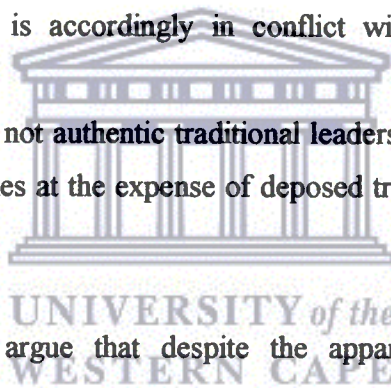 is accordingly in conflict wi
not authentic traditional leaders
es at the expense of deposed tr
UNIVERSITY of the
argue that despite the appar
WESTERN CAPE